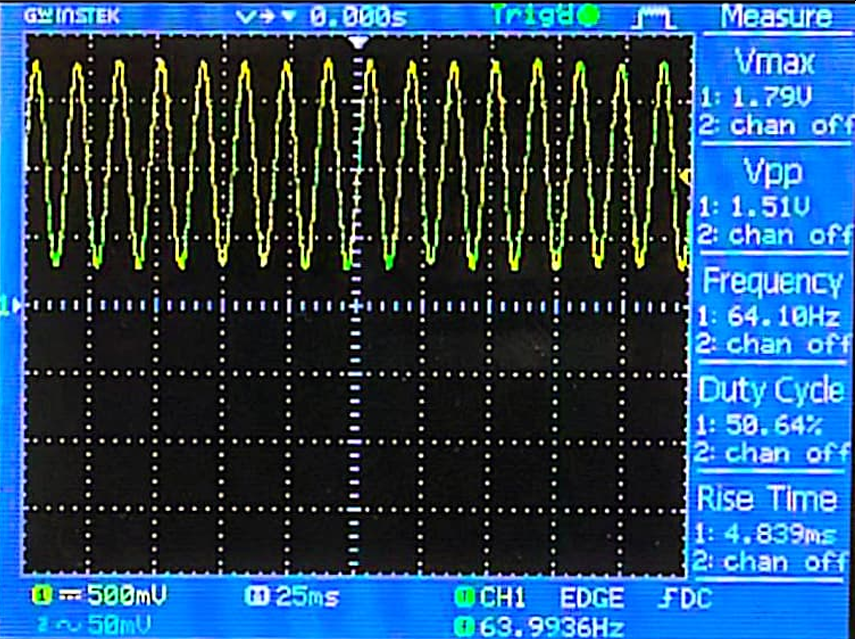 GWINSTEK 0.000s Trig'd Measure
Vmax
1: 1.79V
2: chan off
Vpp
1: 1.51V
2: chan off
Frequency
1: 64.10Hz
2: chan off
Duty Cycle
1: 50.64%
2: chan off
Rise Time
1: 4.839ms
2: chan off
1
1 500mV 25ms CH1 EDGE DC
2 50mV 63.9936Hz